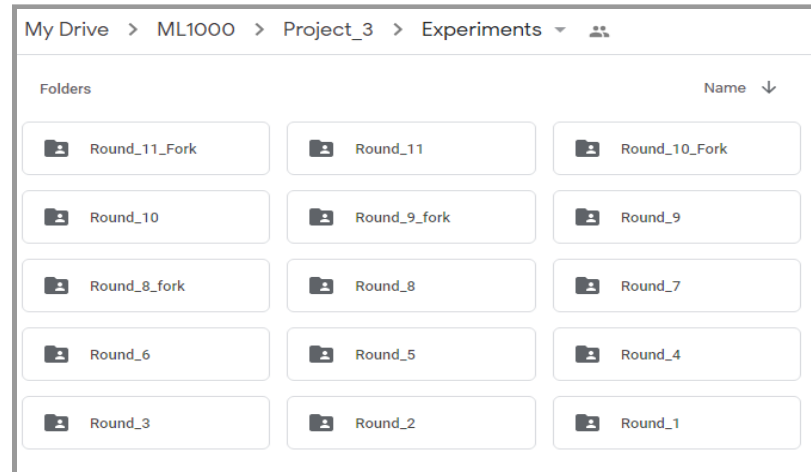 My Drive > ML1000 > Project_3 > Experiments
Folders Name
Round_11_Fork Round_11 Round_10_Fork
Round_10 Round_9_fork Round_9
Round_8_fork Round_8 Round_7
Round_6 Round_5 Round_4
Round_3 Round_2 Round_1